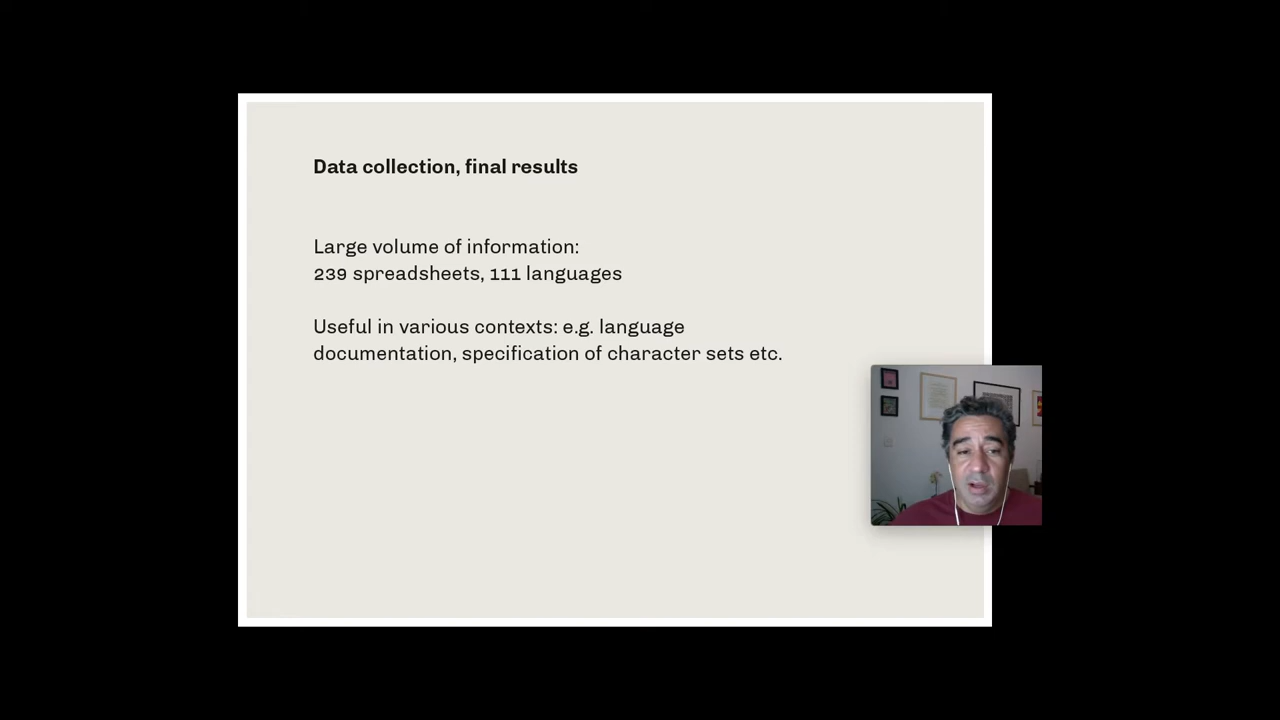 Data collection, final results
Large volume of information:
239 spreadsheets, 111 languages
Useful in various contexts: e.g. language
documentation, specification of character sets etc.